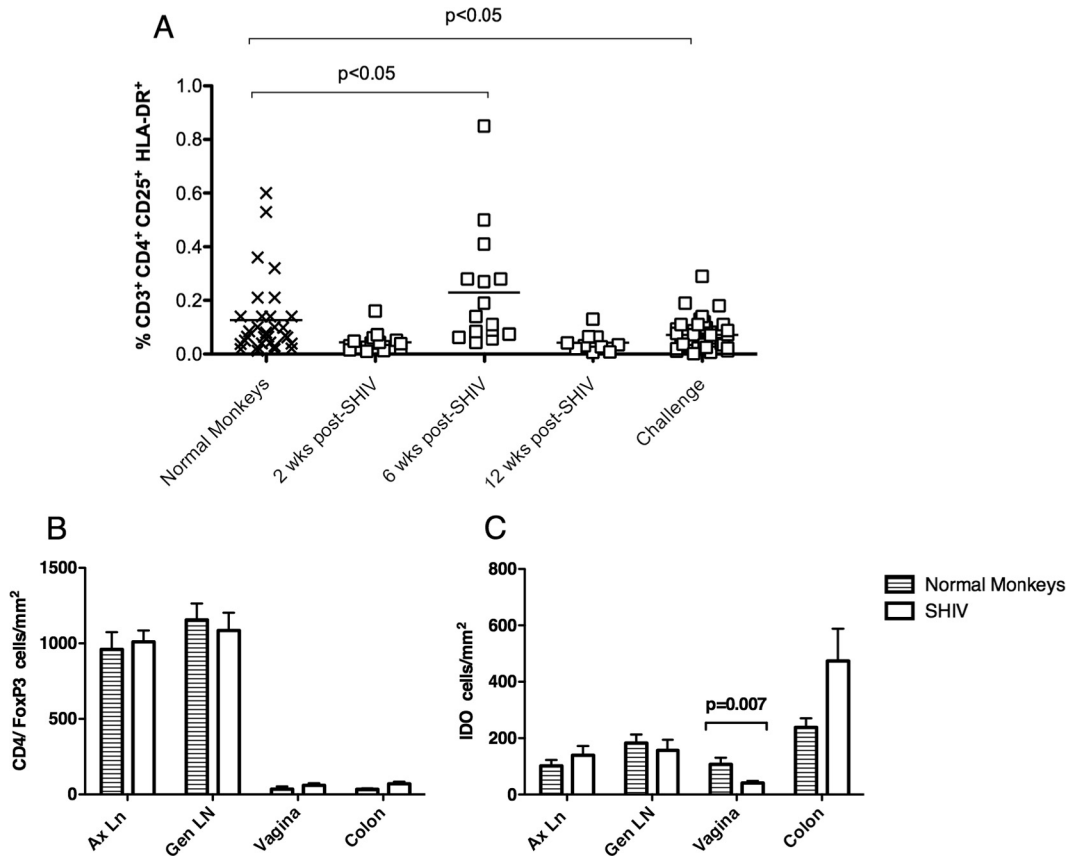 A
p<0.05
p<0.05
% CD3⁺ CD4⁺ CD25⁺ HLA-DR⁺
1.0
0.8
0.6
0.4
0.2
0.0
Normal Monkeys
2 wks post-SHIV
6 wks post-SHIV
12 wks post-SHIV
Challenge
B
CD4/ FoxP3 cells/mm²
1500
1000
500
0
Ax Ln
Gen LN
Vagina
Colon
C
IDO cells/mm²
800
600
400
200
0
p=0.007
Ax Ln
Gen LN
Vagina
Colon
Normal Monkeys
SHIV